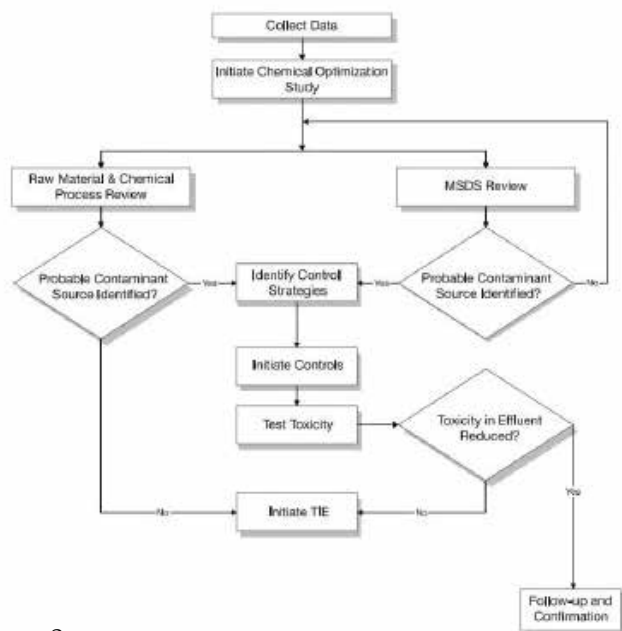 Collect Data
Initiate Chemical Optimization
Study
Raw Material & Chemical
Process Review
MSDS Review
Probable Contaminant
Source Identified?
Yes
Identify Control
Strategies
Yes
Probable Contaminant
Source Identified?
No
Initiate Controls
Test Toxicity
Toxicity in Effluent
Reduced?
Yes
No
Initiate TIE
No
Follow-up and
Confirmation